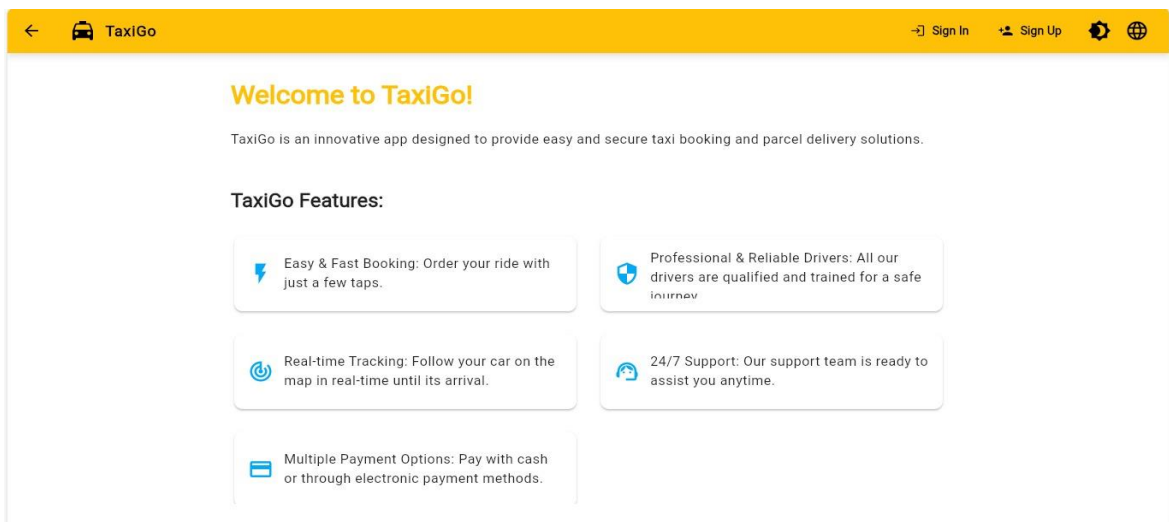 TaxiGo
Sign In
Sign Up
Welcome to TaxiGo!
TaxiGo is an innovative app designed to provide easy and secure taxi booking and parcel delivery solutions.
TaxiGo Features:
Easy & Fast Booking: Order your ride with
just a few taps.
Professional & Reliable Drivers: All our
drivers are qualified and trained for a safe
journey
Real-time Tracking: Follow your car on the
map in real-time until its arrival.
24/7 Support: Our support team is ready to
assist you anytime.
Multiple Payment Options: Pay with cash
or through electronic payment methods.